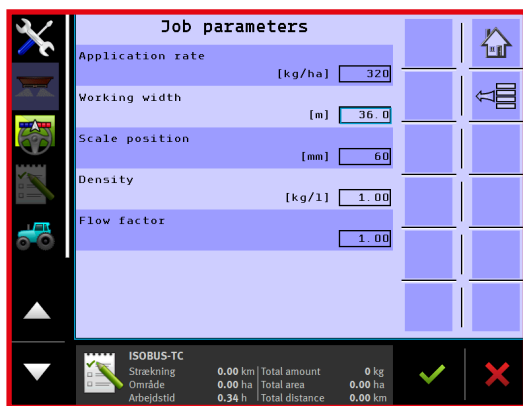 Job parameters
Application rate
[kg/ha] 320
Working width
[m] 36.0
Scale position
[mm] 60
Density
[kg/l] 1.00
Flow factor
1.00
ISOBUS-TC
Strækning 0.00 km Total amount 0 kg
Område 0.00 ha Total area 0.00 ha
Arbejdstid 0.34 h Total distance 0.00 km